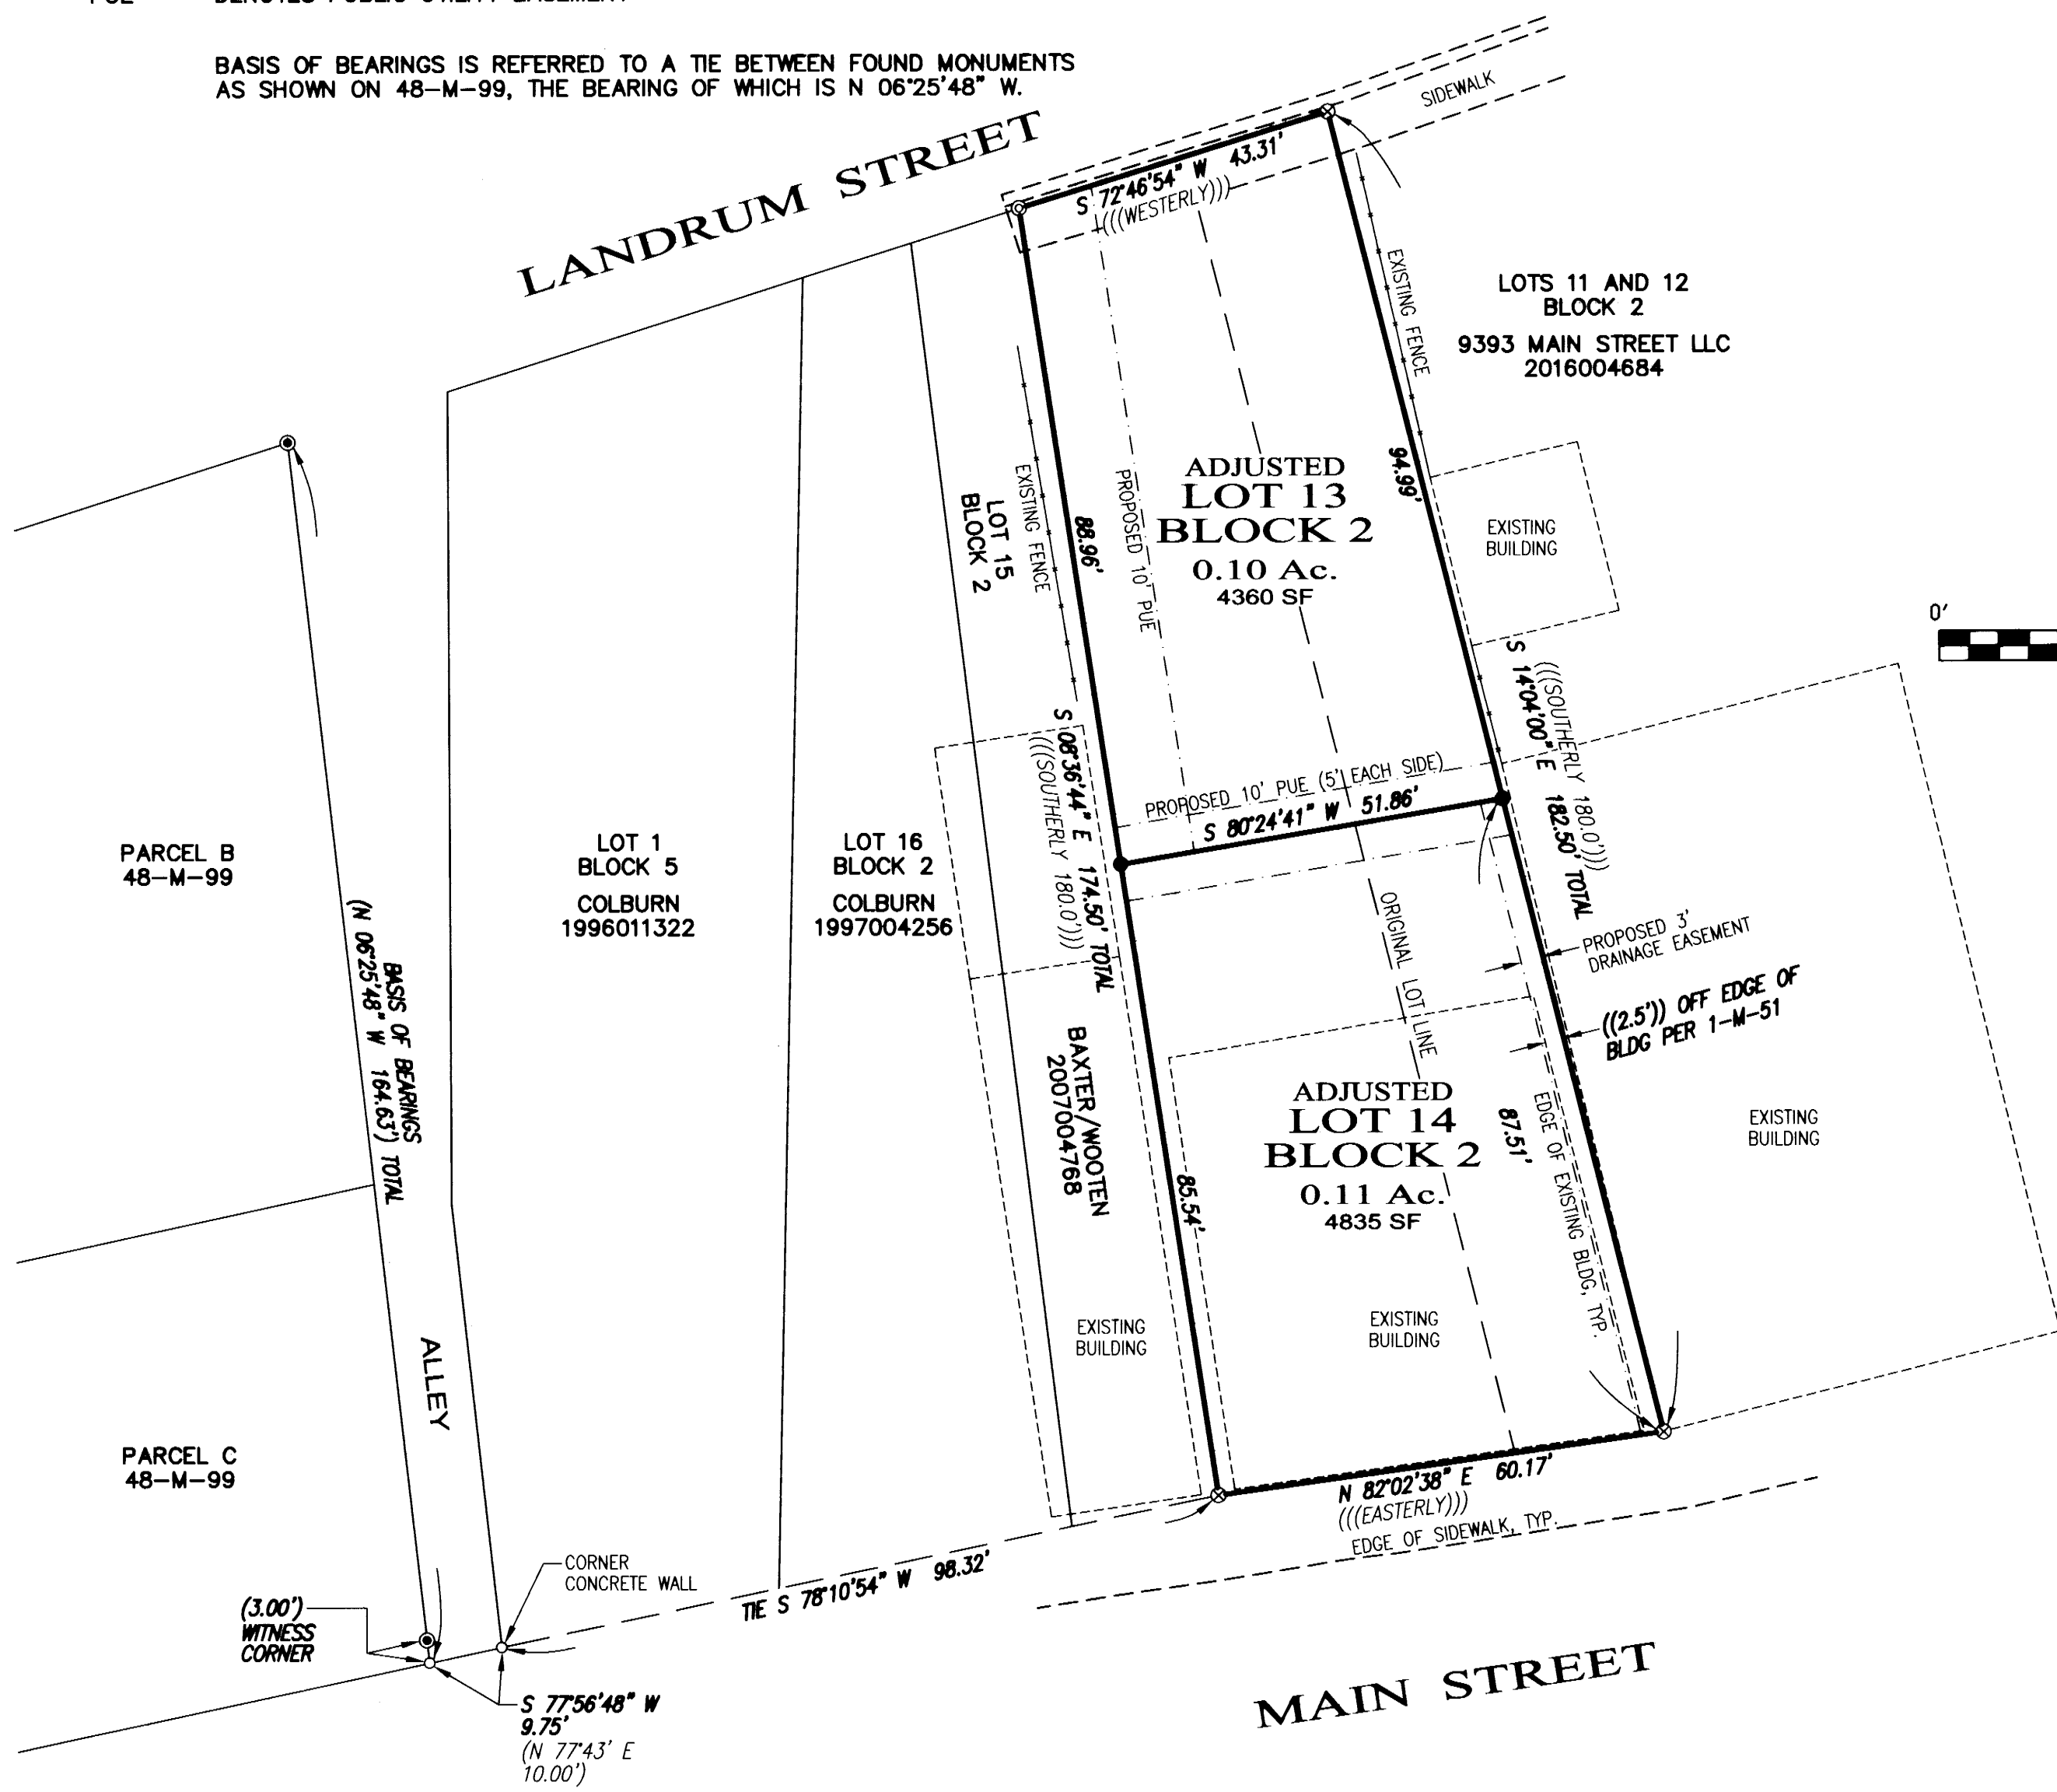 BASIS OF BEARINGS IS REFERRED TO A TIE BETWEEN FOUND MONUMENTS
AS SHOWN ON 48-M-99, THE BEARING OF WHICH IS N 06°25'48" W.
LANDRUM STREET
SIDEWALK
S 72°46'54" W 43.31'
(((WESTERLY)))
EXISTING FENCE
LOTS 11 AND 12
BLOCK 2
9393 MAIN STREET LLC
2016004684
94.99'
ADJUSTED
LOT 13
BLOCK 2
0.10 Ac.
4360 SF
EXISTING
BUILDING
LOT 15
BLOCK 2
EXISTING FENCE
88.96'
PROPOSED 10' PUE
0'
S 14°04'00" E 182.50' TOTAL
(((SOUTHERLY 180.0')))
S 08°36'44" E 174.50' TOTAL
(((SOUTHERLY 180.0')))
PROPOSED 10' PUE (5' EACH SIDE)
S 80°24'41" W 51.86'
PARCEL B
48-M-99
LOT 1
BLOCK 5
COLBURN
1996011322
LOT 16
BLOCK 2
COLBURN
1997004256
BASIS OF BEARINGS
(N 06°25'48" W 164.63') TOTAL
ORIGINAL LOT LINE
PROPOSED 3'
DRAINAGE EASEMENT
((2.5')) OFF EDGE OF
BLDG PER 1-M-51
BAXTER/WOOTEN
2007004768
ADJUSTED
LOT 14
BLOCK 2
0.11 Ac.
4835 SF
87.51'
EDGE OF EXISTING BLDG, TYP.
EXISTING
BUILDING
85.54'
EXISTING
BUILDING
EXISTING
BUILDING
ALLEY
PARCEL C
48-M-99
N 82°02'38" E 60.17'
(((EASTERLY)))
EDGE OF SIDEWALK, TYP.
CORNER
CONCRETE WALL
TIE S 78°10'54" W 98.32'
(3.00')
WITNESS
CORNER
S 77°56'48" W
9.75'
(N 77°43' E
10.00')
MAIN STREET